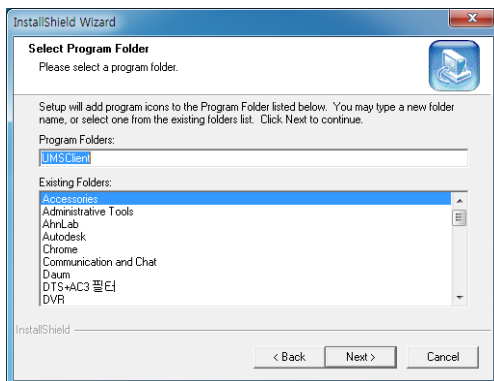 InstallShield Wizard
Select Program Folder
Please select a program folder.
Setup will add program icons to the Program Folder listed below.  You may type a new folder
name, or select one from the existing folders list.  Click Next to continue.
Program Folders:
UMSClient
Existing Folders:
Accessories
Administrative Tools
AhnLab
Autodesk
Chrome
Communication and Chat
Daum
DTS+AC3 필터
DVR
InstallShield
< Back
Next >
Cancel